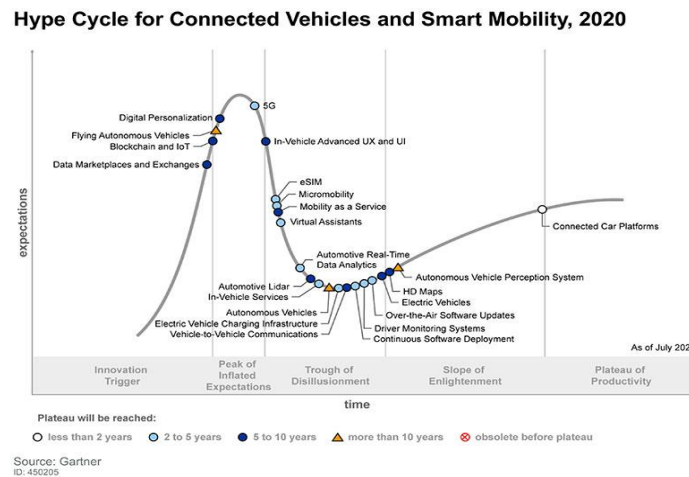 Hype Cycle for Connected Vehicles and Smart Mobility, 2020
expectations
5G
Digital Personalization
Flying Autonomous Vehicles
Blockchain and IoT
In-Vehicle Advanced UX and UI
Data Marketplaces and Exchanges
eSIM
Micromobility
Mobility as a Service
Virtual Assistants
Connected Car Platforms
Automotive Real-Time
Data Analytics
Autonomous Vehicle Perception System
Automotive Lidar
HD Maps
In-Vehicle Services
Electric Vehicles
Autonomous Vehicles
Over-the-Air Software Updates
Electric Vehicle Charging Infrastructure
Driver Monitoring Systems
Vehicle-to-Vehicle Communications
Continuous Software Deployment
As of July 202
Innovation
Trigger
Peak of
Inflated
Expectations
Trough of
Disillusionment
Slope of
Enlightenment
Plateau of
Productivity
time
Plateau will be reached:
less than 2 years
2 to 5 years
5 to 10 years
more than 10 years
obsolete before plateau
Source: Gartner
ID: 450205